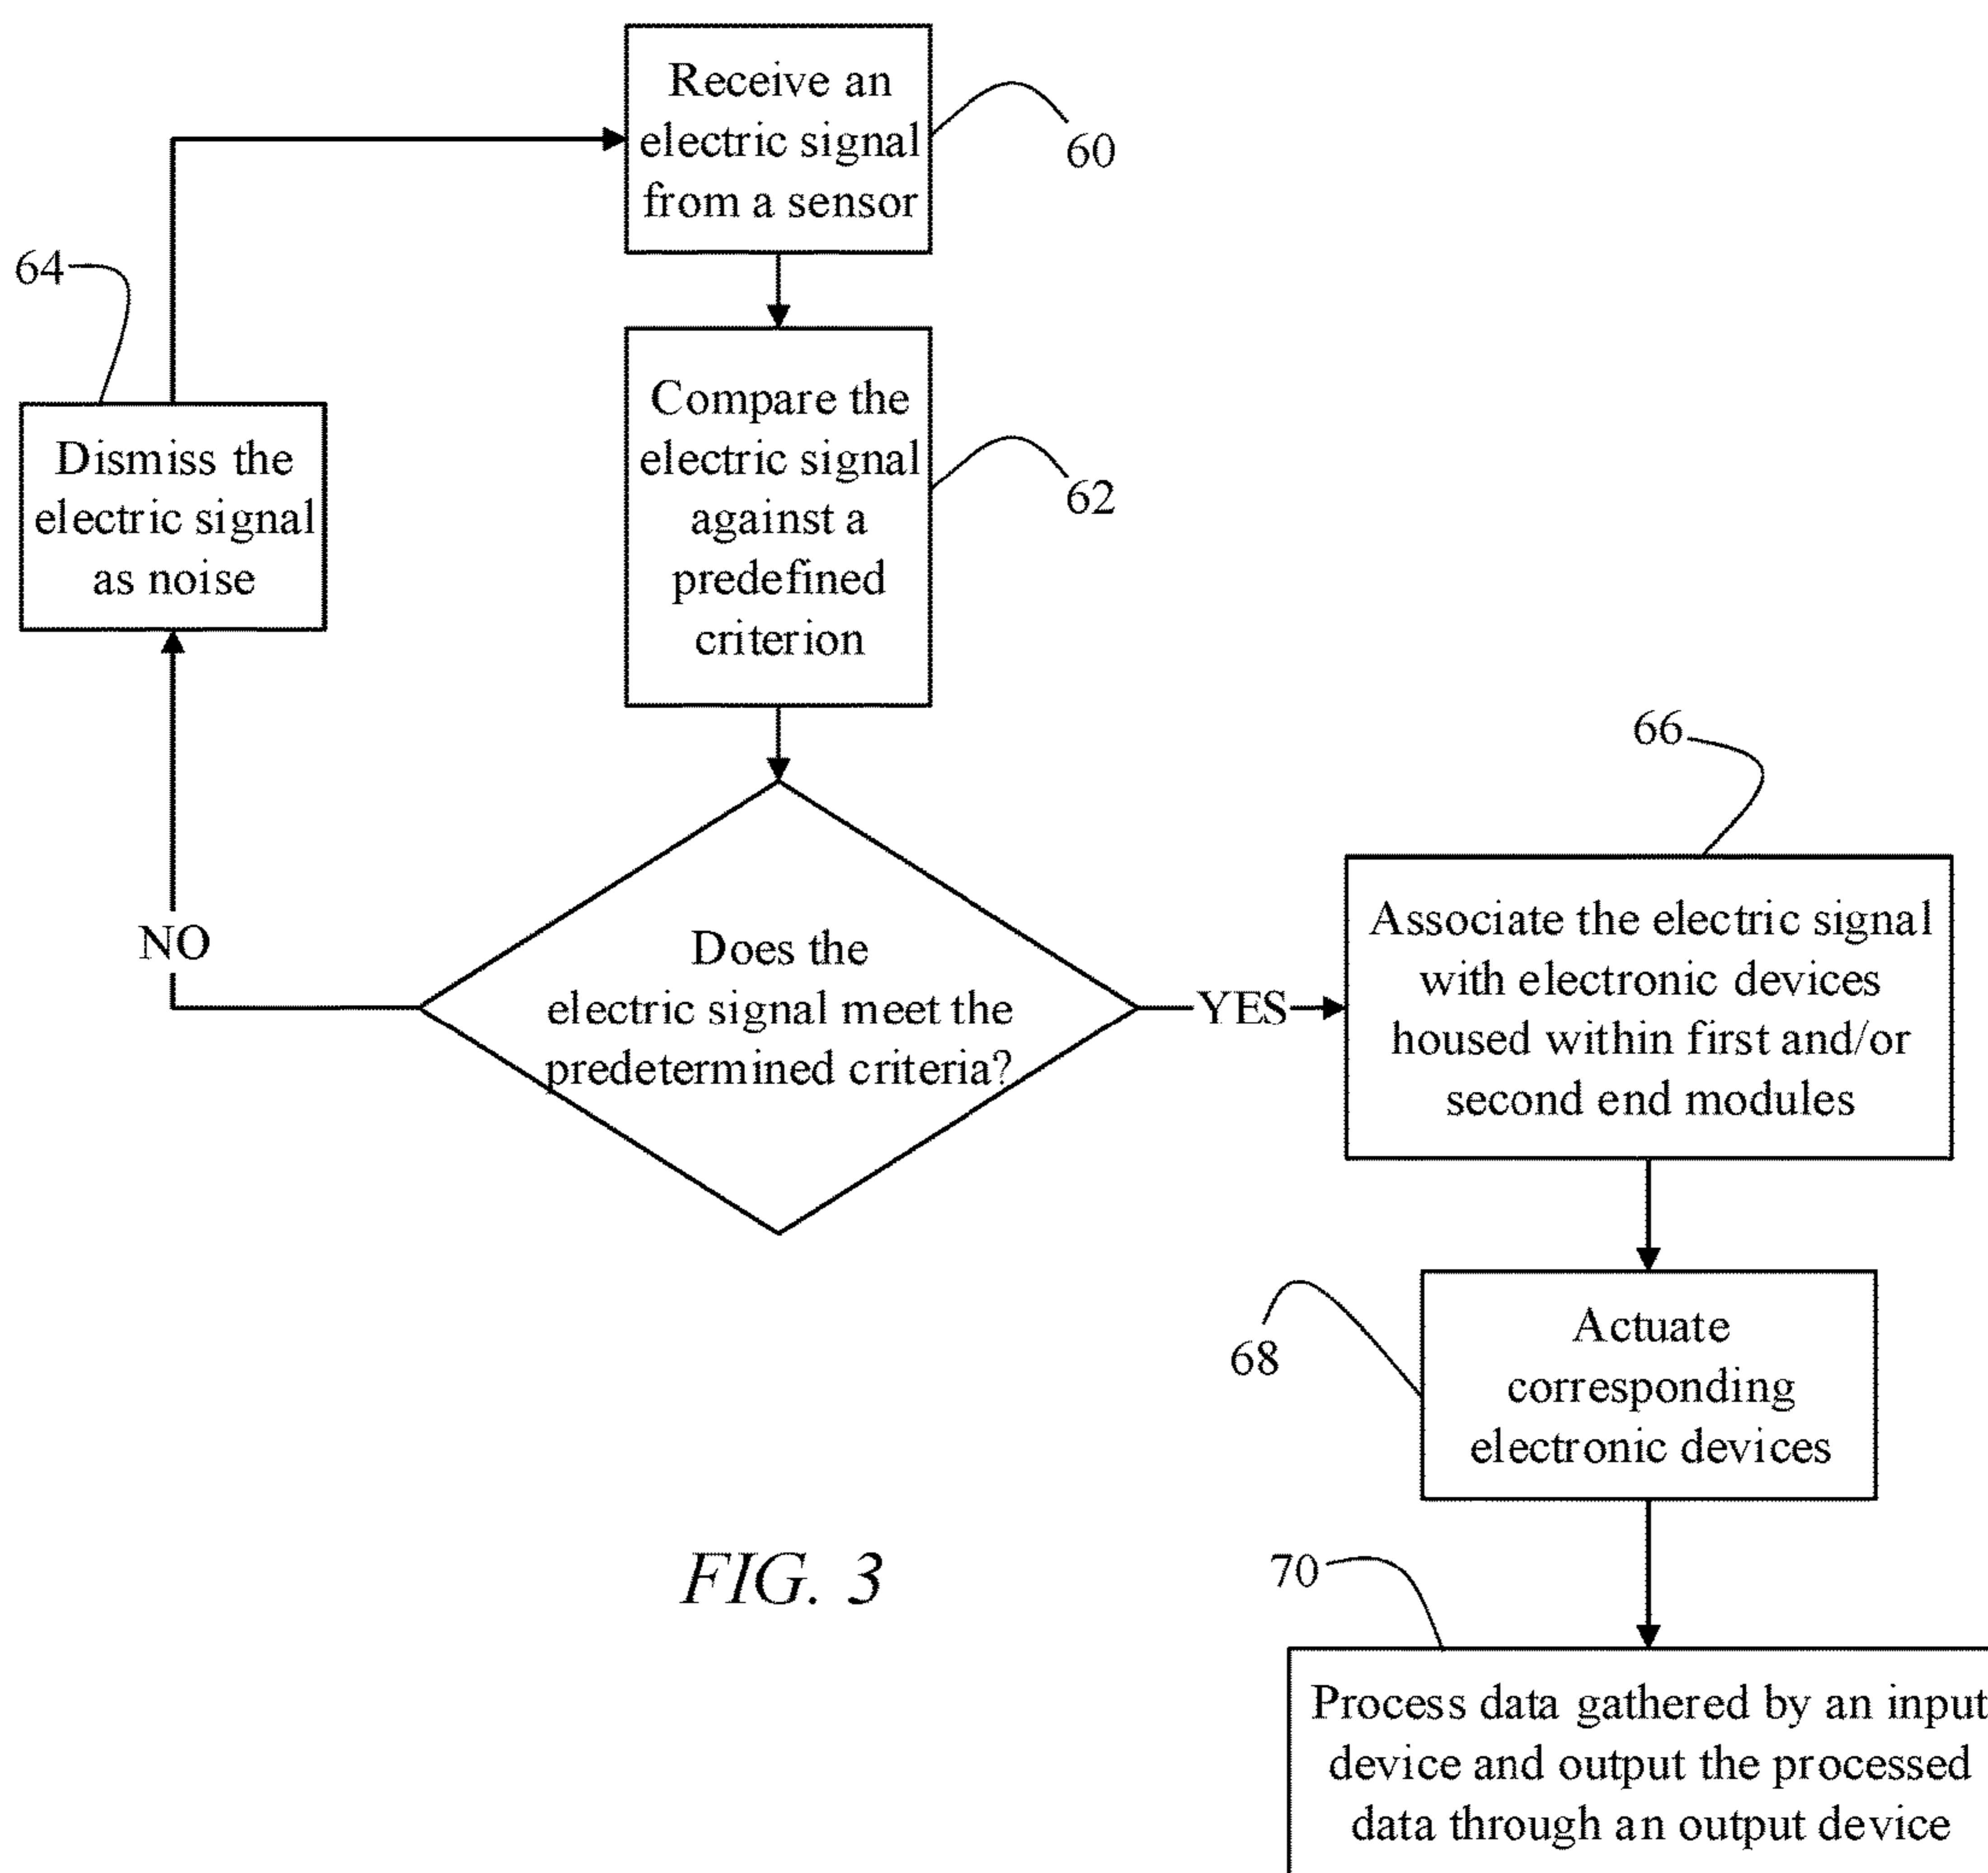 Receive an
electric signal
from a sensor
60
64
Compare the
electric signal
against a
predefined
criterion
62
Dismiss the
electric signal
as noise
NO
Does the
electric signal meet the
predetermined criteria?
YES
66
Associate the electric signal
with electronic devices
housed within first and/or
second end modules
68
Actuate
corresponding
electronic devices
FIG. 3
70
Process data gathered by an input
device and output the processed
data through an output device